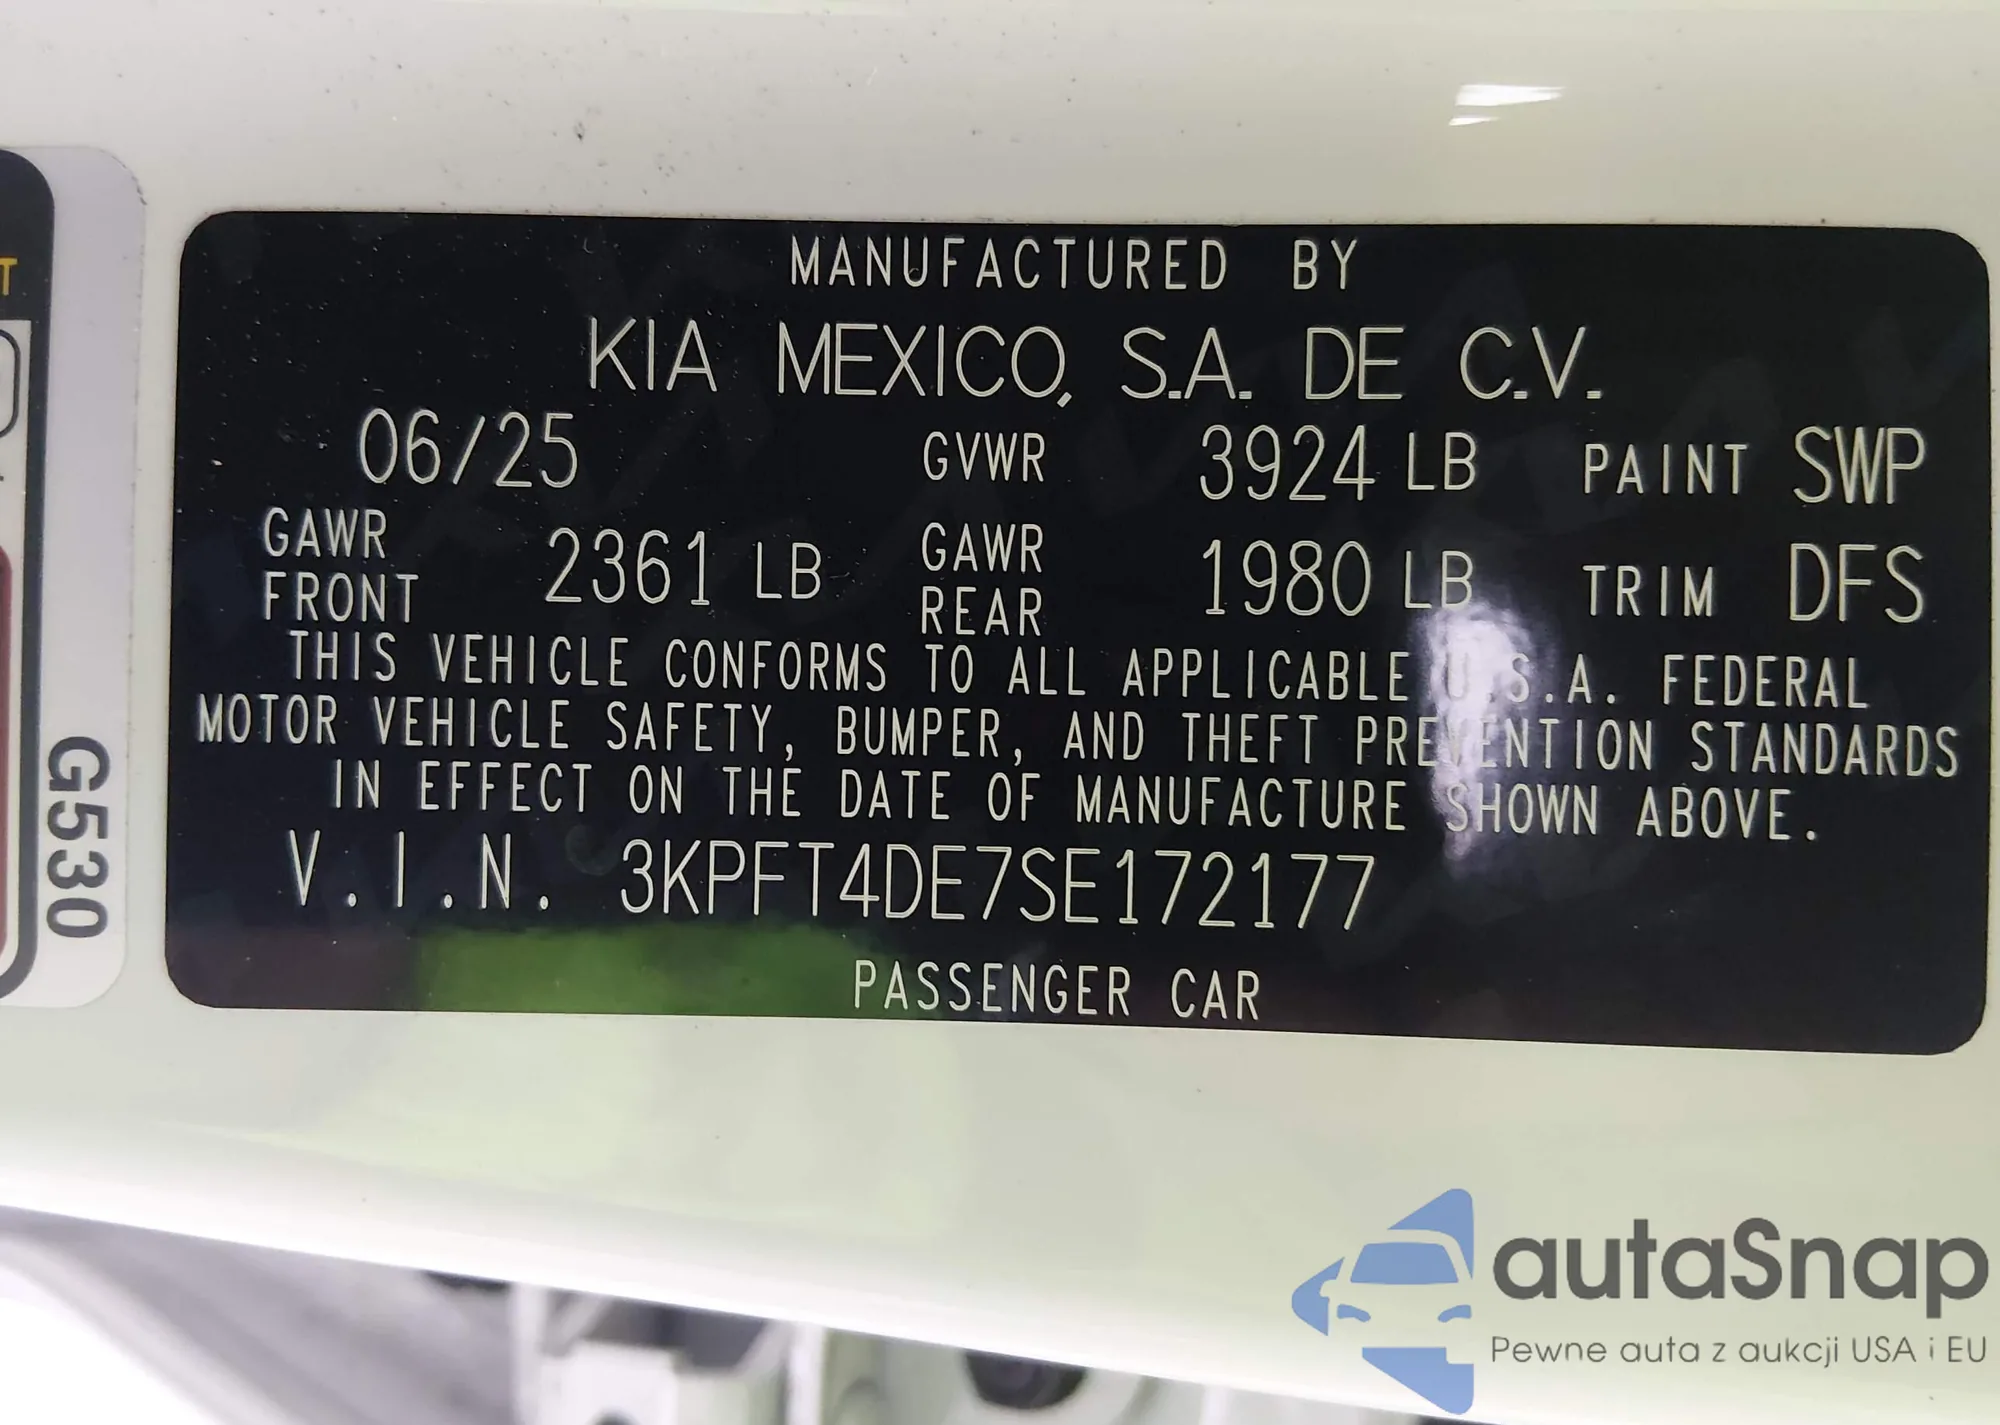 MANUFACTURED BY
KIA MEXICO, S.A. DE C.V.
06/25 GVWR 3924 LB PAINT SWP
GAWR FRONT 2361 LB GAWR REAR 1980 LB TRIM DFS
THIS VEHICLE CONFORMS TO ALL APPLICABLE U.S.A. FEDERAL
MOTOR VEHICLE SAFETY, BUMPER, AND THEFT PREVENTION STANDARDS
IN EFFECT ON THE DATE OF MANUFACTURE SHOWN ABOVE.
V.I.N. 3KPFT4DE7SE172177
PASSENGER CAR
G530
T
autaSnap
Pewne auta z aukcji USA i EU